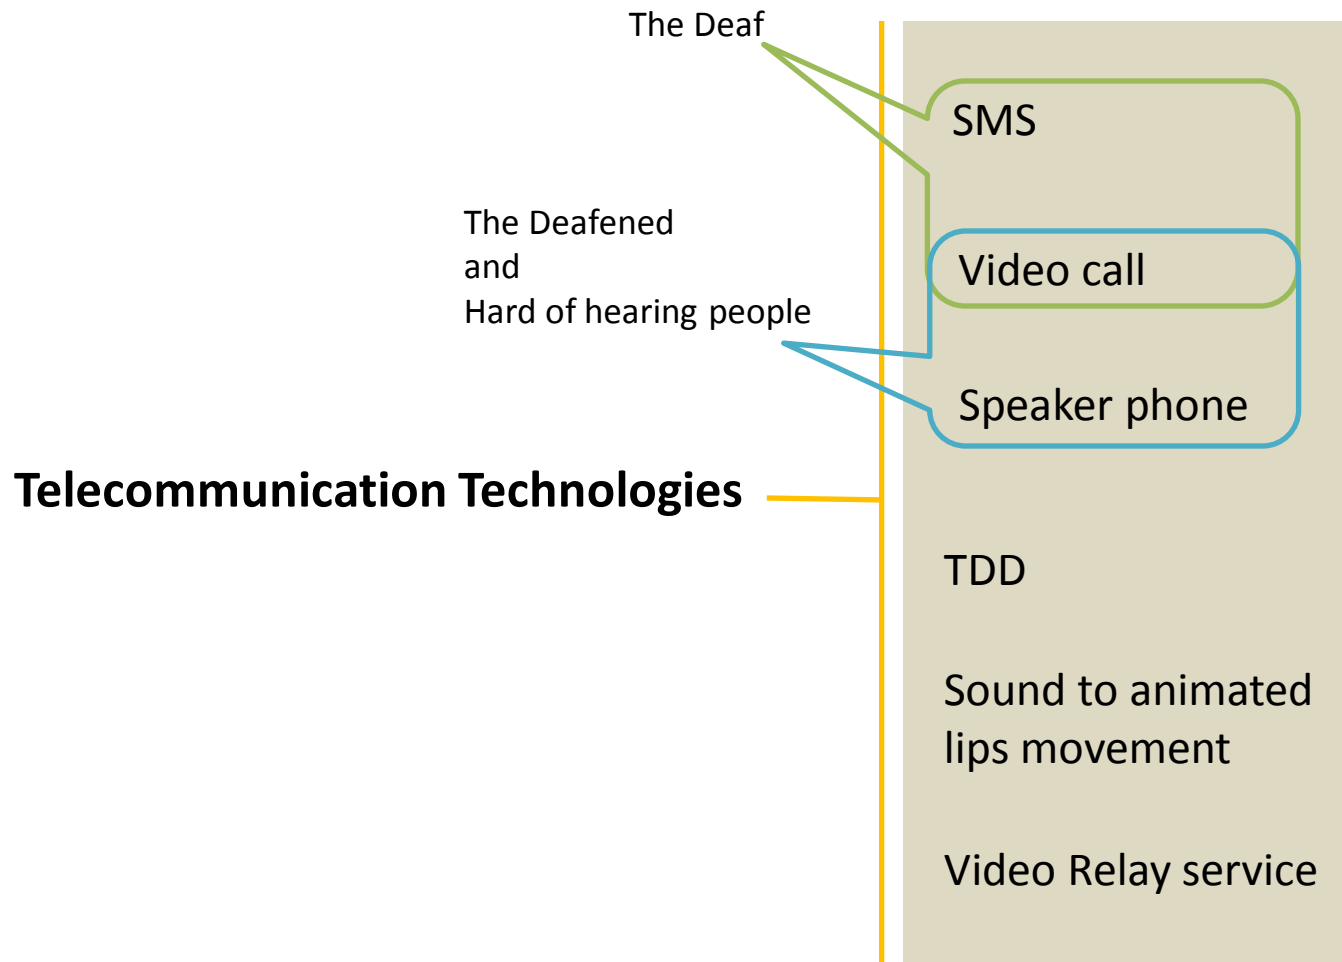 The Deaf
SMS
The Deafened
and
Hard of hearing people
Video call
Speaker phone
Telecommunication Technologies
TDD
Sound to animated
lips movement
Video Relay service